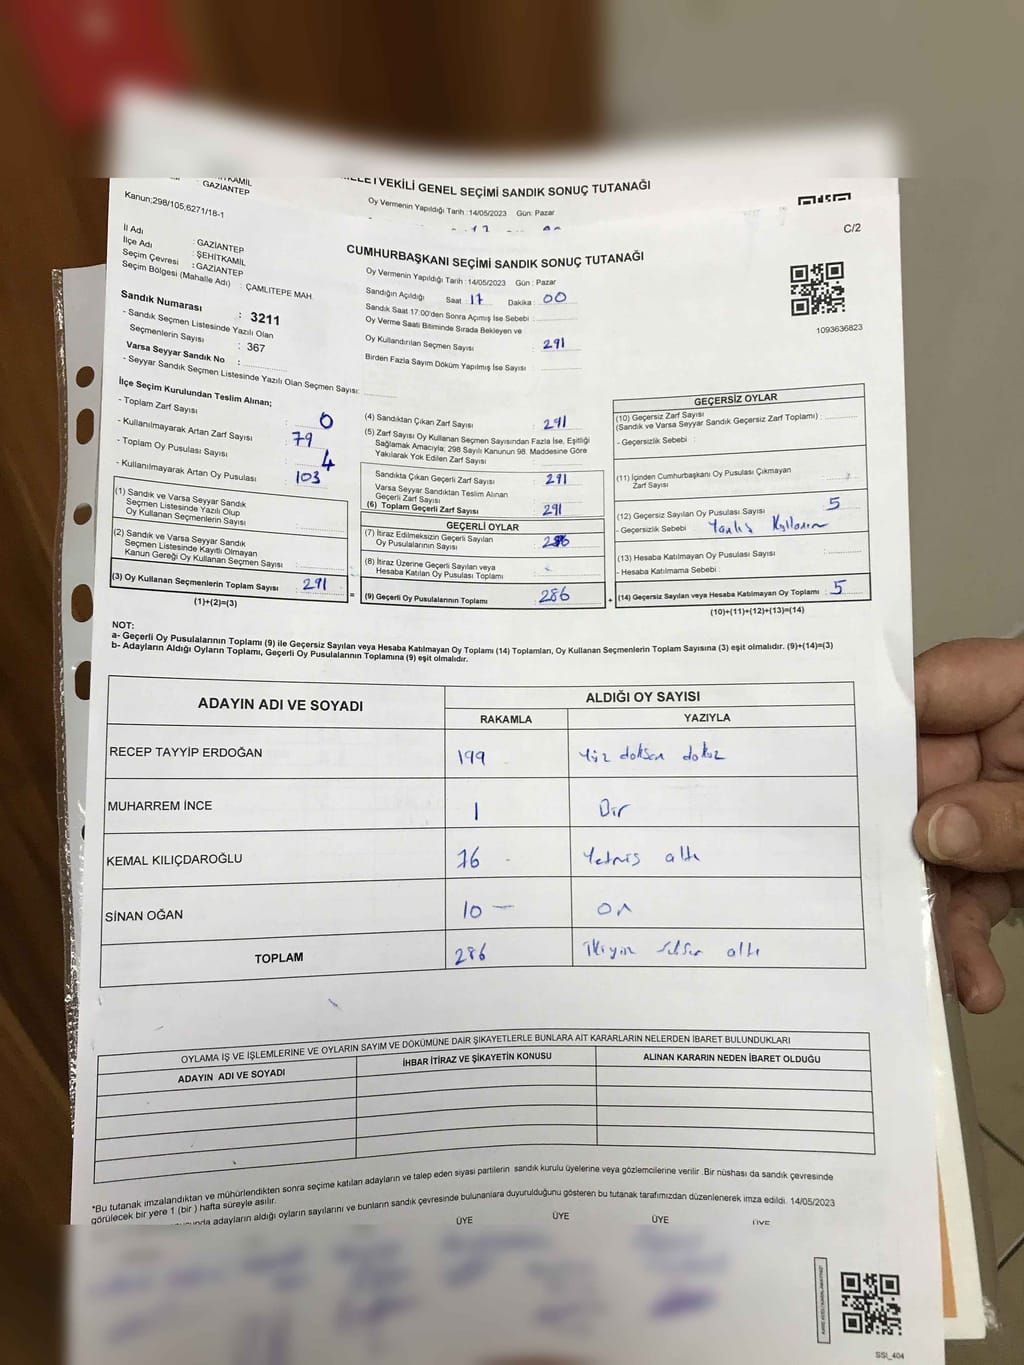 GAZİANTEP
LETVEKİLİ GENEL SEÇİMİ SANDIK SONUÇ TUTANAĞI
Kanun;298/105;6271/18-1
Oy Vermenin Yapıldığı Tarih :14/05/2023 Gün: Pazar
C/2
İl Adı : GAZİANTEP
İlçe Adı : ŞEHİTKAMİL
Seçim Çevresi : GAZİANTEP
Seçim Bölgesi (Mahalle Adı) : ÇAMLITEPE MAH
CUMHURBAŞKANI SEÇİMİ SANDIK SONUÇ TUTANAĞI
Oy Vermenin Yapıldığı Tarih :14/05/2023 Gün : Pazar
Sandığın Açıldığı Saat : 17 Dakika : 00
Sandık Saat 17:00'den Sonra Açımış İse Sebebi :
Oy Verme Saati Bitiminde Sırada Bekleyen ve
Oy Kullandırılan Seçmen Sayısı : 291
Birden Fazla Sayım Döküm Yapılmış İse Sayısı :
1093636823
Sandık Numarası : 3211
- Sandık Seçmen Listesinde Yazılı Olan
Seçmenlerin Sayısı : 367
Varsa Seyyar Sandık No :
- Seyyar Sandık Seçmen Listesinde Yazılı Olan Seçmen Sayısı:
İlçe Seçim Kurulundan Teslim Alınan;
- Toplam Zarf Sayısı : 0
- Kullanılmayarak Artan Zarf Sayısı : 79
- Toplam Oy Pusulası Sayısı : 4
- Kullanılmayarak Artan Oy Pusulası : 103
(1) Sandık ve Varsa Seyyar Sandık
Seçmen Listesinde Yazılı Olup
Oy Kullanan Seçmenlerin Sayısı :
(2) Sandık ve Varsa Seyyar Sandık
Seçmen Listesinde Kayıtlı Olmayan
Kanun Gereği Oy Kullanan Seçmen Sayısı :
(3) Oy Kullanan Seçmenlerin Toplam Sayısı : 291 =
(1)+(2)=(3)
(4) Sandıktan Çıkan Zarf Sayısı : 291
(5) Zarf Sayısı Oy Kullanan Seçmen Sayısından Fazla İse, Eşitliği
Sağlamak Amacıyla; 298 Sayılı Kanunun 98. Maddesine Göre
Yakılarak Yok Edilen Zarf Sayısı :
Sandıkta Çıkan Geçerli Zarf Sayısı : 291
Varsa Seyyar Sandıktan Teslim Alınan
Geçerli Zarf Sayısı :
(6) Toplam Geçerli Zarf Sayısı : 291
GEÇERLİ OYLAR
(7) İtiraz Edilmeksizin Geçerli Sayılan
Oy Pusulalarının Sayısı : 286
(8) İtiraz Üzerine Geçerli Sayılan veya
Hesaba Katılan Oy Pusulası Toplamı :
(9) Geçerli Oy Pusulalarının Toplamı : 286 +
GEÇERSİZ OYLAR
(10) Geçersiz Zarf Sayısı
(Sandık ve Varsa Seyyar Sandık Geçersiz Zarf Toplamı) :
- Geçersizlik Sebebi :
(11) İçinden Cumhurbaşkanı Oy Pusulası Çıkmayan
Zarf Sayısı :
(12) Geçersiz Sayılan Oy Pusulası Sayısı : 5
- Geçersizlik Sebebi : Yanlış Kullanım
(13) Hesaba Katılmayan Oy Pusulası Sayısı :
- Hesaba Katılmama Sebebi :
(14) Geçersiz Sayılan veya Hesaba Katılmayan Oy Toplamı : 5
(10)+(11)+(12)+(13)=(14)
NOT:
a- Geçerli Oy Pusulalarının Toplamı (9) ile Geçersiz Sayılan veya Hesaba Katılmayan Oy Toplamı (14) Toplamları, Oy Kullanan Seçmenlerin Toplam Sayısına (3) eşit olmalıdır. (9)+(14)=(3)
b- Adayların Aldığı Oyların Toplamı, Geçerli Oy Pusulalarının Toplamına (9) eşit olmalıdır.
ADAYIN ADI VE SOYADI
ALDIĞI OY SAYISI
RAKAMLA YAZIYLA
RECEP TAYYİP ERDOĞAN 199 Yüz doksan dokuz
MUHARREM İNCE 1 Bir
KEMAL KILIÇDAROĞLU 76 Yetmiş altı
SİNAN OĞAN 10 on
TOPLAM 286 İkiyüz seksen altı
OYLAMA İŞ VE İŞLEMLERİNE VE OYLARIN SAYIM VE DÖKÜMÜNE DAİR ŞİKAYETLERLE BUNLARA AİT KARARLARIN NELERDEN İBARET BULUNDUKLARI
ADAYIN ADI VE SOYADI İHBAR İTİRAZ VE ŞİKAYETİN KONUSU ALINAN KARARIN NEDEN İBARET OLDUĞU
*Bu tutanak imzalandıktan ve mühürlendikten sonra seçime katılan adayların ve talep eden siyasi partilerin sandık kurulu üyelerine veya gözlemcilerine verilir .Bir nüshası da sandık çevresinde
görülecek bir yere 1 (bir ) hafta süreyle asılır.
adayların aldığı oyların sayılarını ve bunların sandık çevresinde bulunanlara duyurulduğunu gösteren bu tutanak tarafımızdan düzenlenerek imza edildi. 14/05/2023
ÜYE ÜYE ÜYE ÜYE
SSİ_404